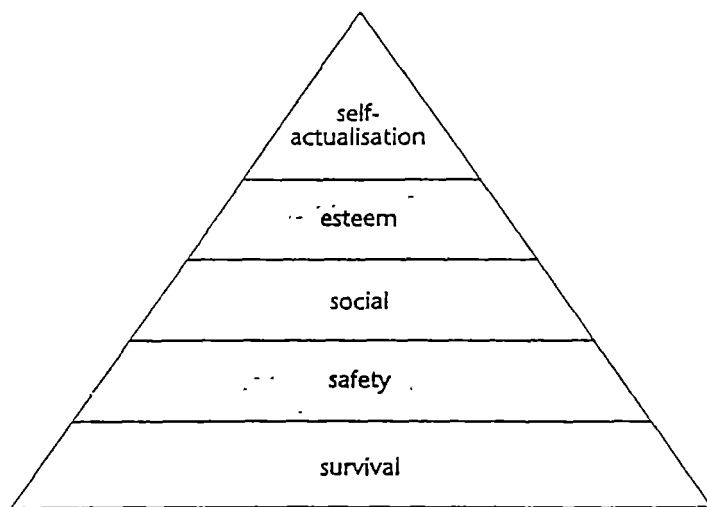 self-
actualisation
esteem
social
safety
survival